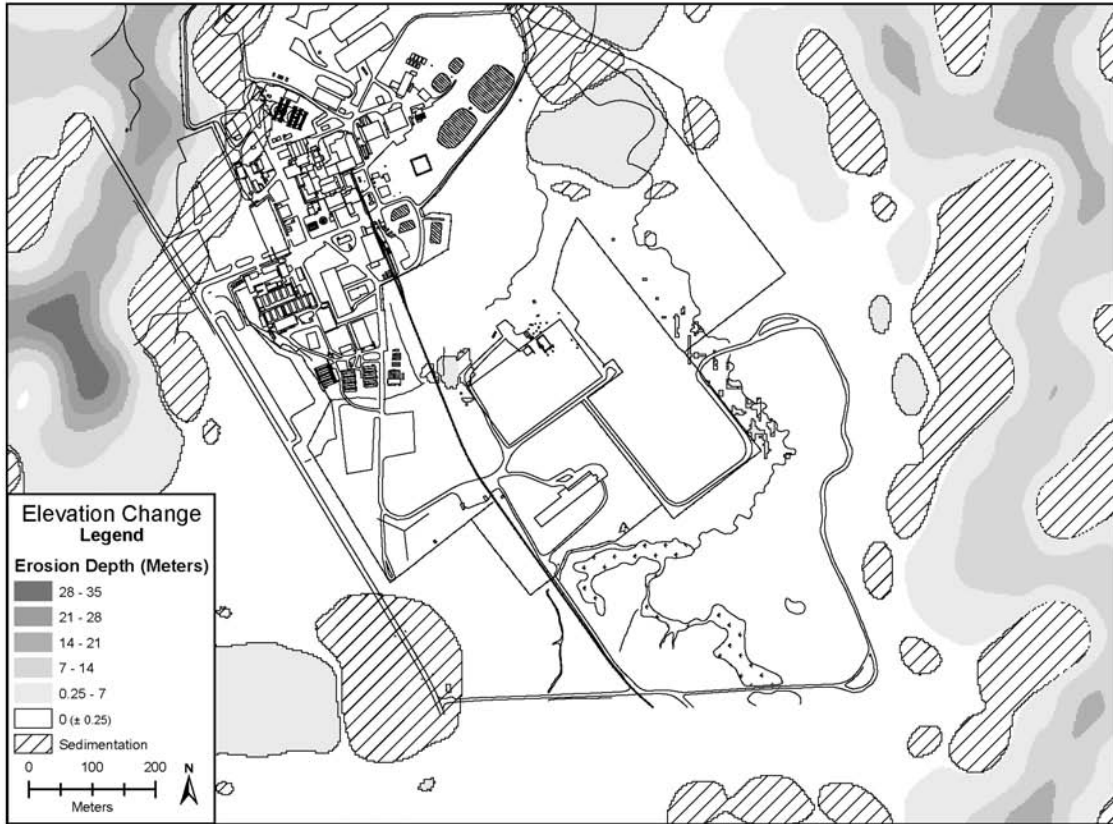 Elevation Change
Legend
Erosion Depth (Meters)
28 - 35
21 - 28
14 - 21
7 - 14
0.25 - 7
0 (± 0.25)
Sedimentation
0 100 200
Meters
N